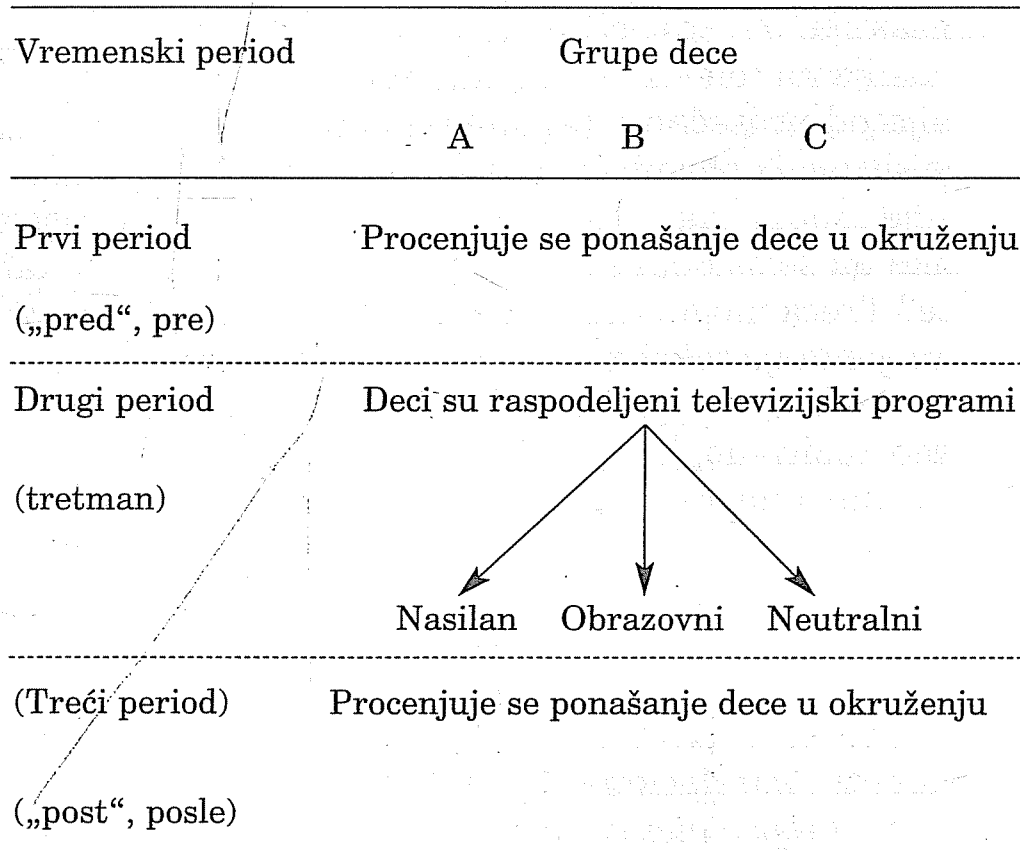 Vremenski period Grupe dece
A B C
Prvi period Procenjuje se ponašanje dece u okruženju
(„pred“, pre)
Drugi period Deci su raspodeljeni televizijski programi
(tretman)
Nasilan Obrazovni Neutralni
(Treći period) Procenjuje se ponašanje dece u okruženju
(„post“, posle)